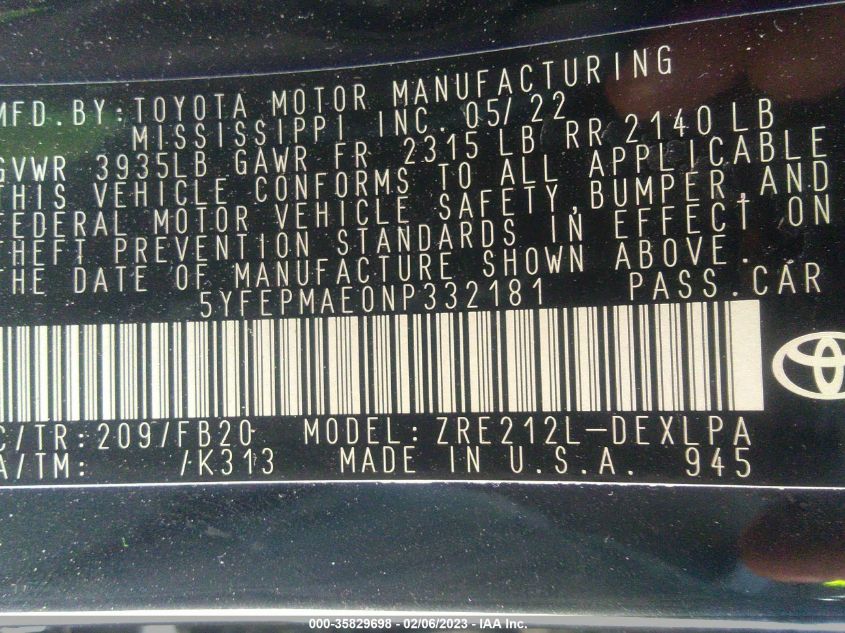 MFD.BY:TOYOTA MOTOR MANUFACTURING
MISSISSIPPI INC. 05/22
GVWR 3935LB GAWR FR 2315 LB RR 2140 LB
THIS VEHICLE CONFORMS TO ALL APPLICABLE
FEDERAL MOTOR VEHICLE SAFETY,BUMPER,AND
THEFT PREVENTION STANDARDS IN EFFECT ON
THE DATE OF MANUFACTURE SHOWN ABOVE.
5YFEPMAE0NP332181 PASS.CAR
C/TR:209/FB20 MODEL:ZRE212L-DEXLPA
A/TM: /K313 MADE IN U.S.A. 945
000-35829698 - 02/06/2023 - IAA Inc.